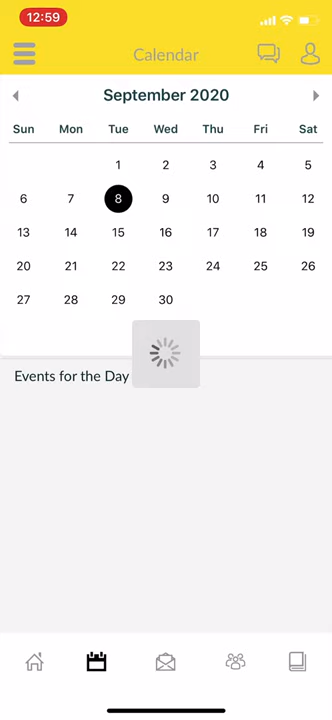 12:59
Calendar
September 2020
Sun Mon Tue Wed Thu Fri Sat
1 2 3 4 5
6 7 8 9 10 11 12
13 14 15 16 17 18 19
20 21 22 23 24 25 26
27 28 29 30
Events for the Day